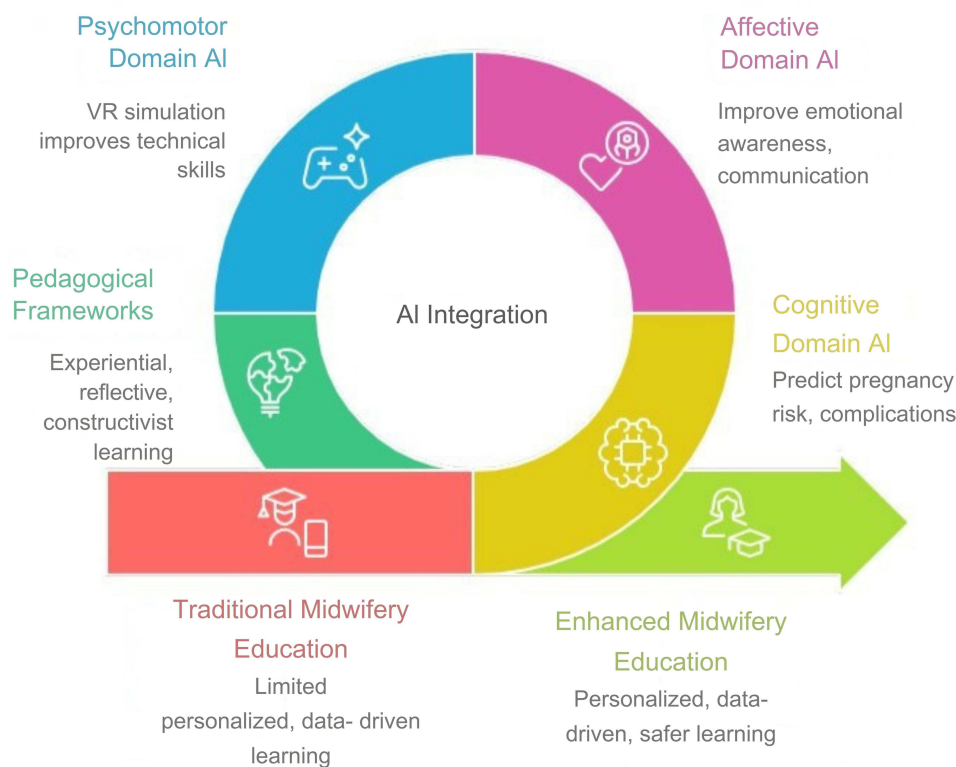 Psychomotor
Domain AI
VR simulation
improves technical
skills
Affective
Domain AI
Improve emotional
awareness,
communication
Pedagogical
Frameworks
Experiential,
reflective,
constructivist
learning
AI Integration
Cognitive
Domain AI
Predict pregnancy
risk, complications
Traditional Midwifery
Education
Limited
personalized, data- driven
learning
Enhanced Midwifery
Education
Personalized, data-
driven, safer learning